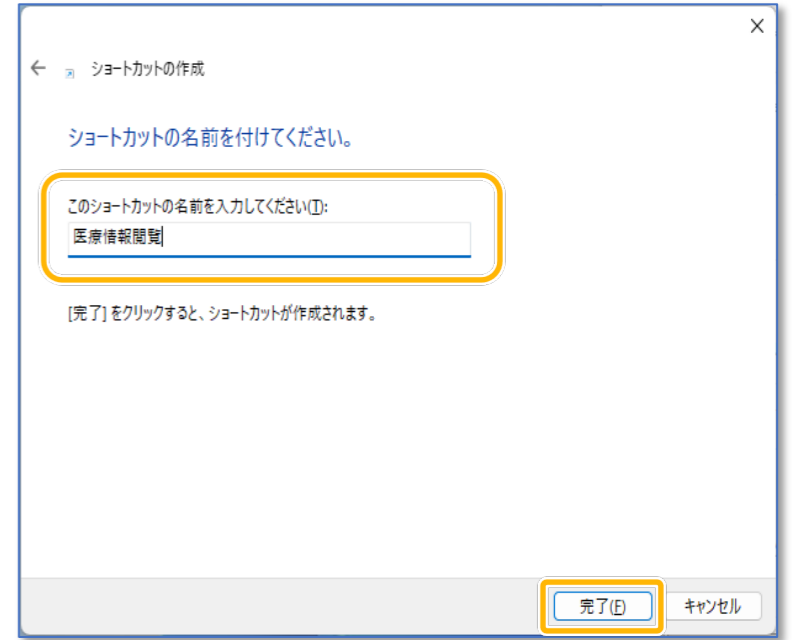 ショートカットの作成
ショートカットの名前を付けてください。
このショートカットの名前を入力してください(T):
医療情報閲覧
[完了] をクリックすると、ショートカットが作成されます。
完了(F)
キャンセル